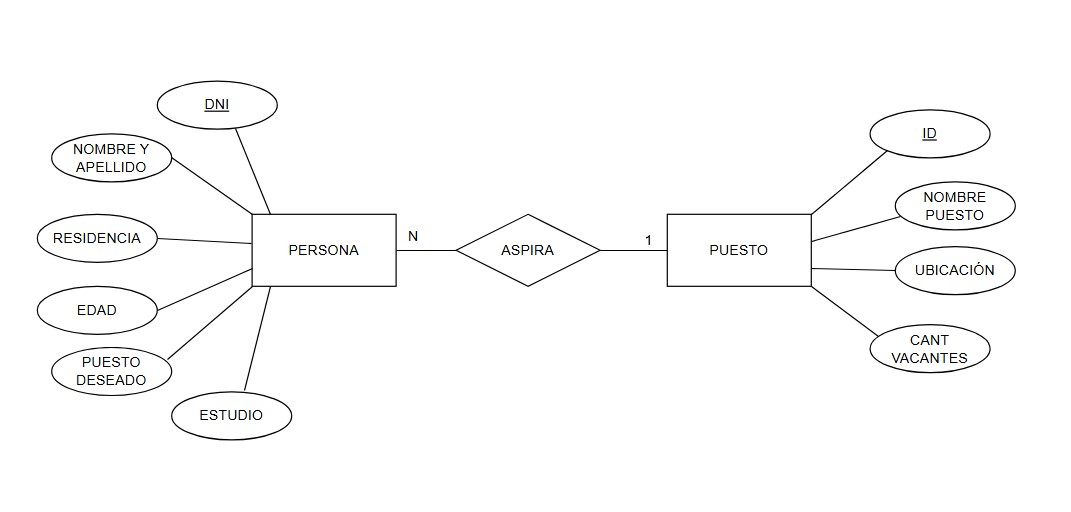 DNI
NOMBRE Y
APELLIDO
RESIDENCIA
EDAD
PUESTO
DESEADO
ESTUDIO
PERSONA
N
ASPIRA
1
PUESTO
ID
NOMBRE
PUESTO
UBICACIÓN
CANT
VACANTES